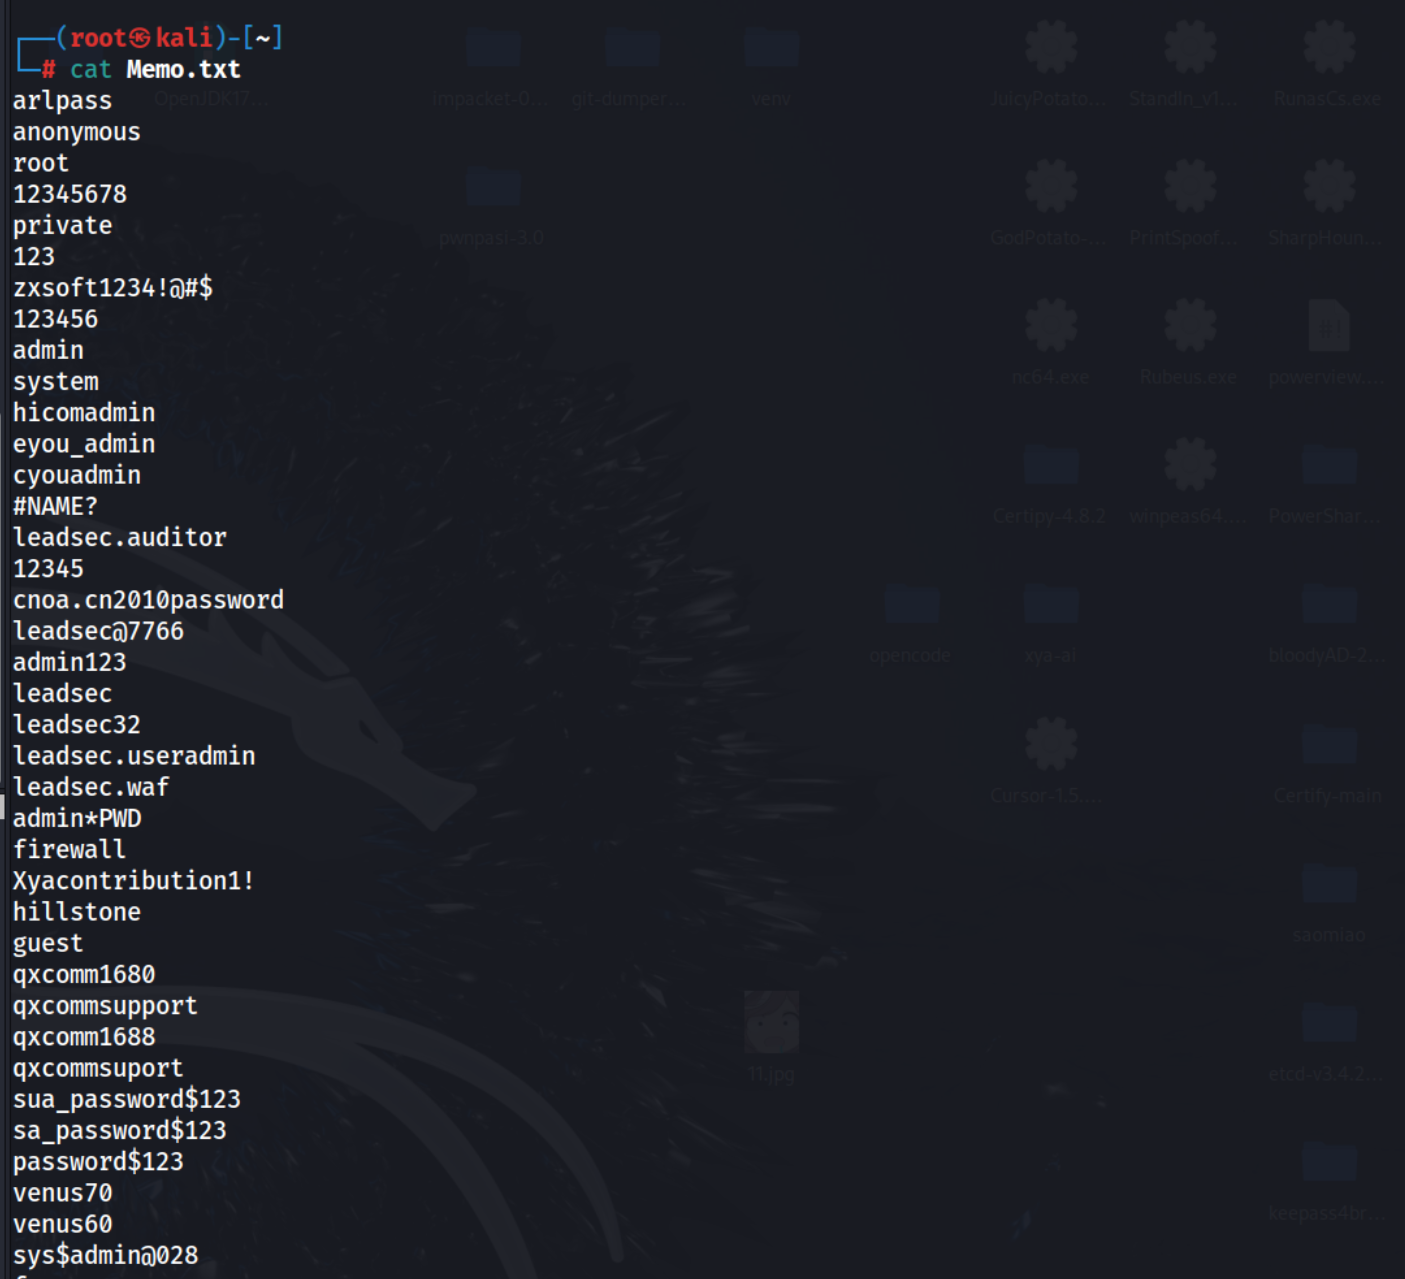 (root㉿kali)-[~]
# cat Memo.txt
arlpass
anonymous
root
12345678
private
123
zxsoft1234!@#$
123456
admin
system
hicomadmin
eyou_admin
cyouadmin
#NAME?
leadsec.auditor
12345
cnoa.cn2010password
leadsec@7766
admin123
leadsec
leadsec32
leadsec.useradmin
leadsec.waf
admin*PWD
firewall
Xyacontribution1!
hillstone
guest
qxcomm1680
qxcommsupport
qxcomm1688
qxcommsuport
sua_password$123
sa_password$123
password$123
venus70
venus60
sys$admin@028
OpenJDK17...
impacket-0...
git-dumper...
venv
JuicyPotato...
StandIn_v1...
RunasCs.exe
pwnpasi-3.0
GodPotato-...
PrintSpoof...
SharpHoun...
nc64.exe
Rubeus.exe
powerview....
Certipy-4.8.2
winpeas64....
PowerShar...
opencode
xya-ai
bloodyAD-2...
Cursor-1.5....
Certify-main
saomiao
11.jpg
etcd-v3.4.2...
keepass4br...